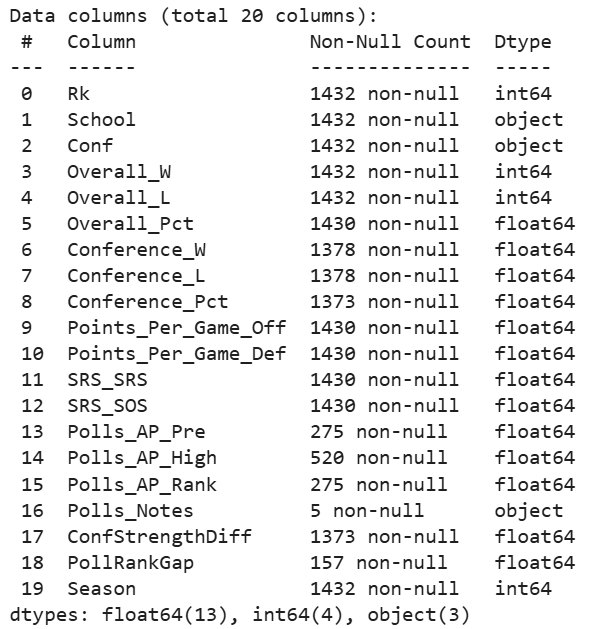 Data columns (total 20 columns):
 #   Column               Non-Null Count  Dtype
---  ------               --------------  -----
 0   Rk                   1432 non-null   int64
 1   School               1432 non-null   object
 2   Conf                 1432 non-null   object
 3   Overall_W            1432 non-null   int64
 4   Overall_L            1432 non-null   int64
 5   Overall_Pct          1430 non-null   float64
 6   Conference_W         1378 non-null   float64
 7   Conference_L         1378 non-null   float64
 8   Conference_Pct       1373 non-null   float64
 9   Points_Per_Game_Off  1430 non-null   float64
 10  Points_Per_Game_Def  1430 non-null   float64
 11  SRS_SRS              1430 non-null   float64
 12  SRS_SOS              1430 non-null   float64
 13  Polls_AP_Pre         275 non-null    float64
 14  Polls_AP_High        520 non-null    float64
 15  Polls_AP_Rank        275 non-null    float64
 16  Polls_Notes          5 non-null      object
 17  ConfStrengthDiff     1373 non-null   float64
 18  PollRankGap          157 non-null    float64
 19  Season               1432 non-null   int64
dtypes: float64(13), int64(4), object(3)